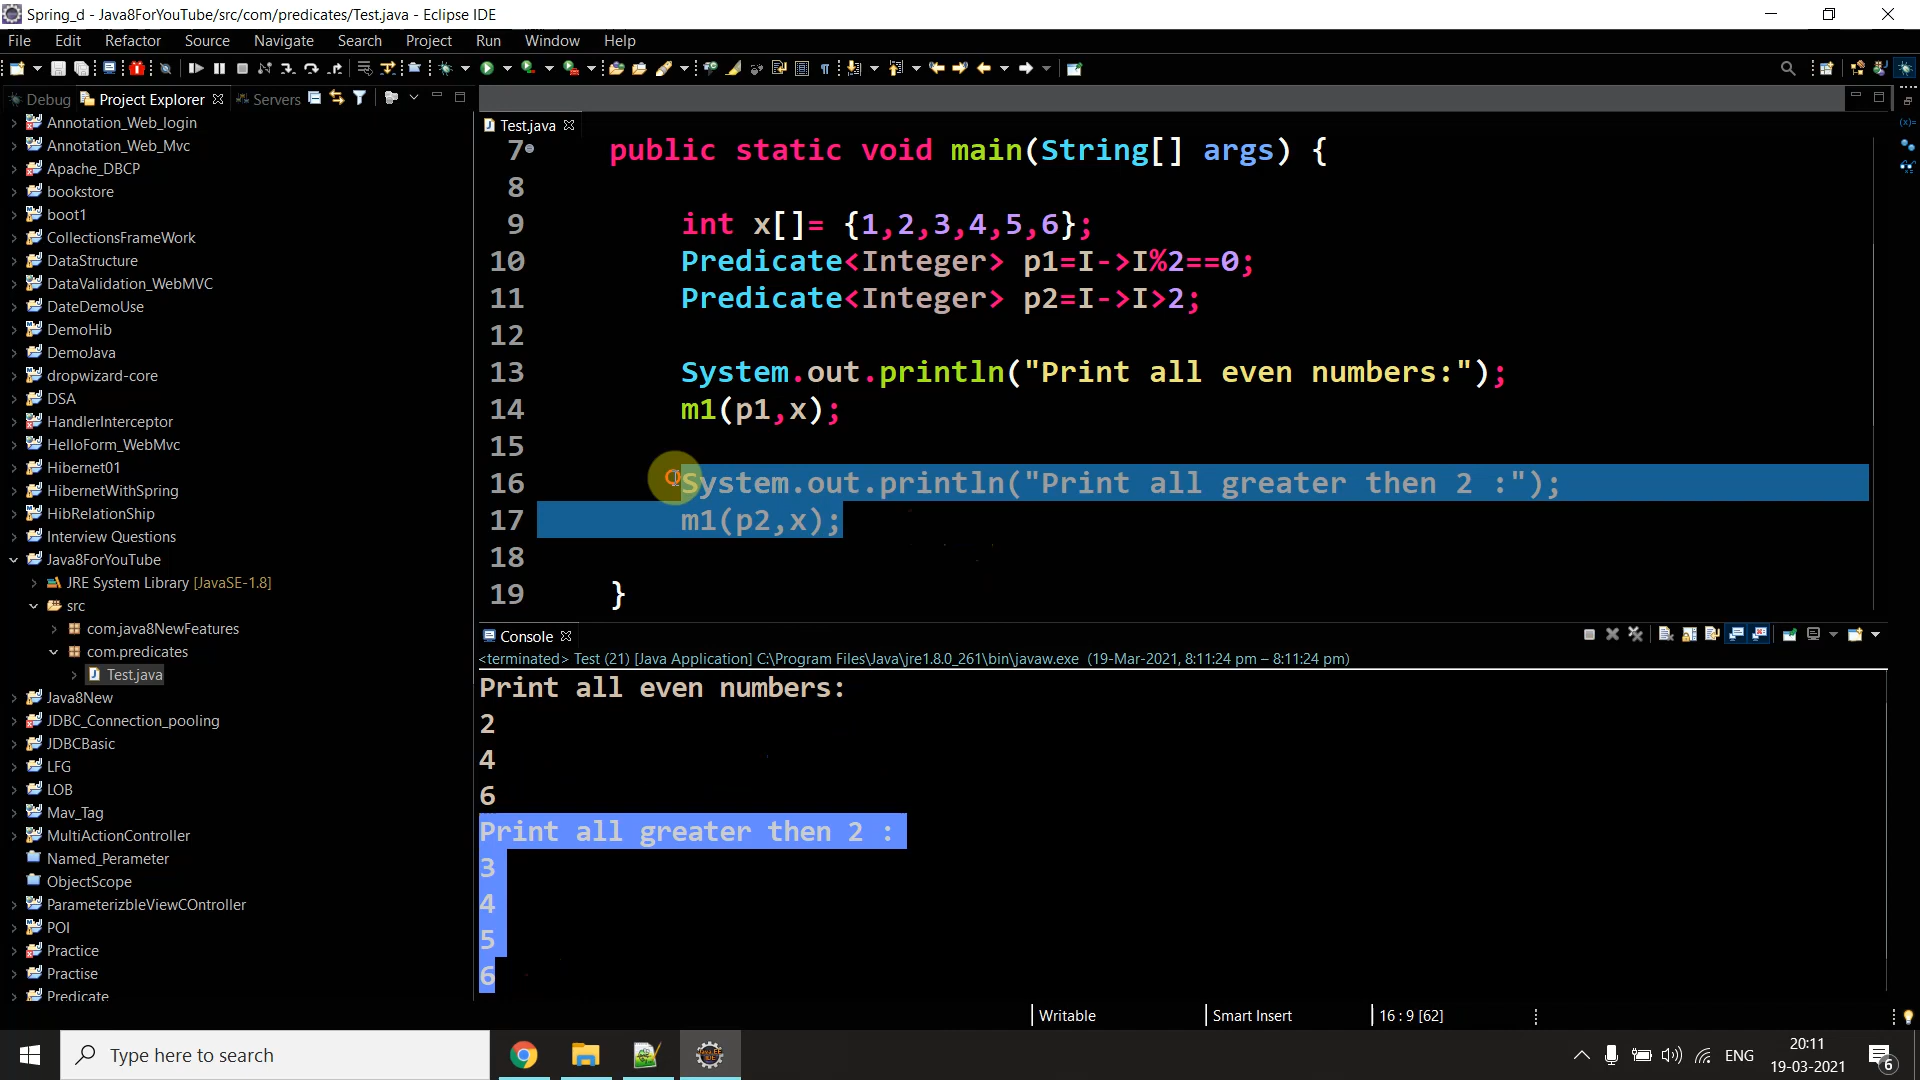 Spring_d - Java8ForYouTube/src/com/predicates/Test.java - Eclipse IDE
File Edit Refactor Source Navigate Search Project Run Window Help
Debug Project Explorer Servers
Annotation_Web_login
Annotation_Web_Mvc
Apache_DBCP
bookstore
boot1
CollectionsFrameWork
DataStructure
DataValidation_WebMVC
DateDemoUse
DemoHib
DemoJava
dropwizard-core
DSA
HandlerInterceptor
HelloForm_WebMvc
Hibernet01
HibernetWithSpring
HibRelationShip
Interview Questions
Java8ForYouTube
JRE System Library [JavaSE-1.8]
src
com.java8NewFeatures
com.predicates
Test.java
Java8New
JDBC_Connection_pooling
JDBCBasic
LFG
LOB
Mav_Tag
MultiActionController
Named_Perameter
ObjectScope
ParameterizbleViewCOntroller
POI
Practice
Practise
Predicate
Test.java
7 public static void main(String[] args) {
8
9 int x[]= {1,2,3,4,5,6};
10 Predicate<Integer> p1=I->I%2==0;
11 Predicate<Integer> p2=I->I>2;
12
13 System.out.println("Print all even numbers:");
14 m1(p1,x);
15
16 System.out.println("Print all greater then 2 :");
17 m1(p2,x);
18
19 }
Console
<terminated> Test (21) [Java Application] C:\Program Files\Java\jre1.8.0_261\bin\javaw.exe (19-Mar-2021, 8:11:24 pm – 8:11:24 pm)
Print all even numbers:
2
4
6
Print all greater then 2 :
3
4
5
6
Writable Smart Insert 16 : 9 [62]
Type here to search
ENG
20:11
19-03-2021
6